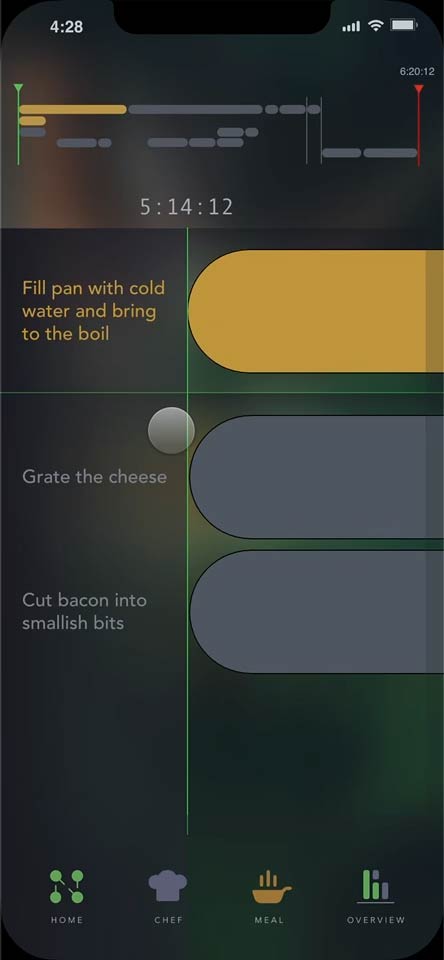 4:28
6:20:12
5:14:12
Fill pan with cold
water and bring
to the boil
Grate the cheese
Cut bacon into
smallish bits
HOME
CHEF
MEAL
OVERVIEW